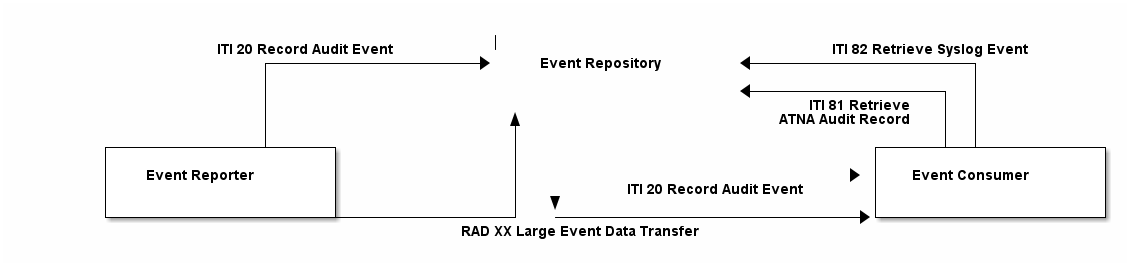 ITI 20 Record Audit Event
ITI 82 Retrieve Syslog Event
Event Repository
ITI 81 Retrieve
ATNA Audit Record
Event Reporter
Event Consumer
ITI 20 Record Audit Event
RAD XX Large Event Data Transfer